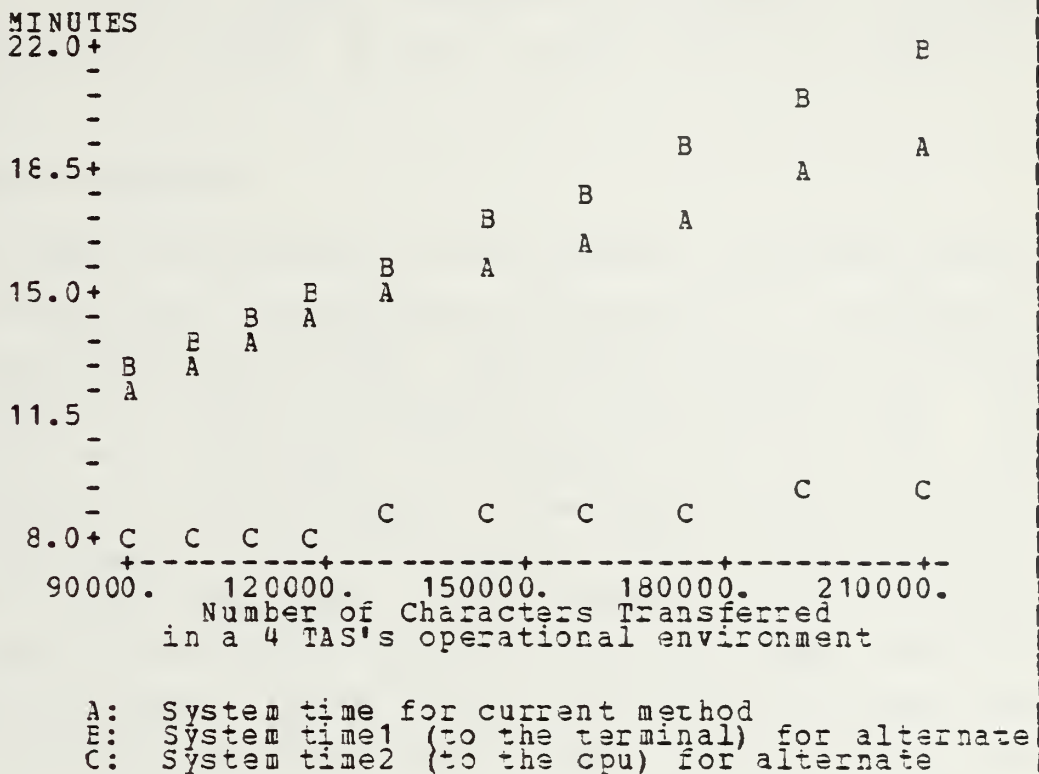 MINUTES
22.0+ B
-
- B
-
- B A
18.5+ A
- B
- B A
- A
- B A
15.0+ B A
- B A
- B A
- B A
- A
11.5
-
-
- C C
- C C C C
8.0+ C C C C
+-------+-------+-------+-------+-
90000. 120000. 150000. 180000. 210000.
Number of Characters Transferred
in a 4 TAS's operational environment
A: System time for current method
B: System time1 (to the terminal) for alternate
C: System time2 (to the cpu) for alternate